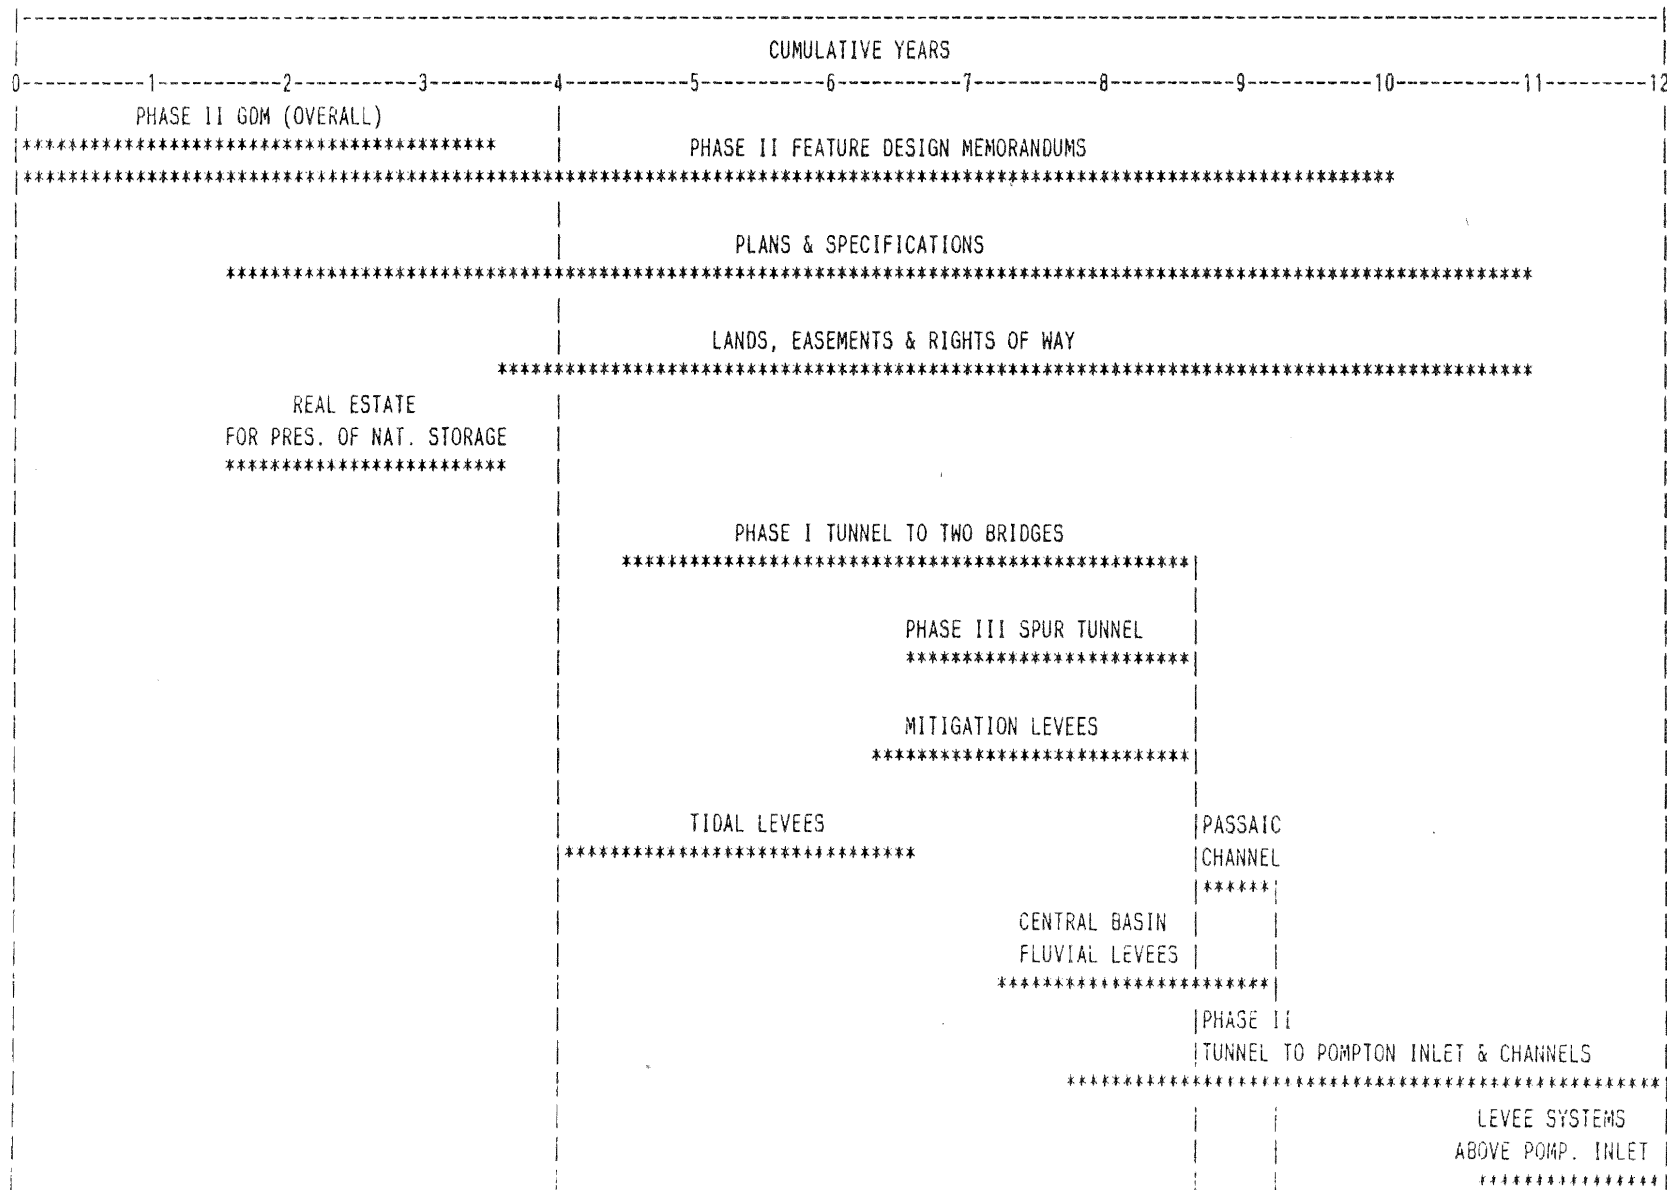 CUMULATIVE YEARS
0----------1---------2---------3---------4---------5---------6---------7---------8---------9---------10----------11---------12
PHASE II GDM (OVERALL)
***********************************
PHASE II FEATURE DESIGN MEMORANDUMS
****************************************************************************************************
PLANS & SPECIFICATIONS
****************************************************************************************************
LANDS, EASEMENTS & RIGHTS OF WAY
********************************************************************************
REAL ESTATE
FOR PRES. OF NAT. STORAGE
*************************
PHASE I TUNNEL TO TWO BRIDGES
**************************************************
PHASE III SPUR TUNNEL
*************************
MITIGATION LEVEES
****************************
TIDAL LEVEES
*******************************
PASSAIC
CHANNEL
******
CENTRAL BASIN
FLUVIAL LEVEES
************************
PHASE II
TUNNEL TO POMPTON INLET & CHANNELS
****************************************************
LEVEE SYSTEMS
ABOVE POMP. INLET
****************